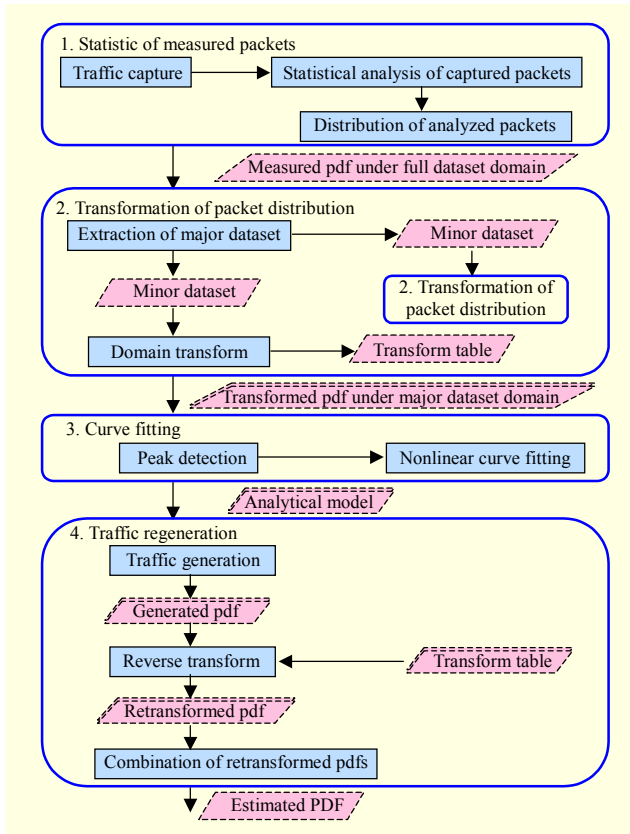 1. Statistic of measured packets
Traffic capture
Statistical analysis of captured packets
Distribution of analyzed packets
Measured pdf under full dataset domain
2. Transformation of packet distribution
Extraction of major dataset
Minor dataset
Minor dataset
2. Transformation of
packet distribution
Domain transform
Transform table
Transformed pdf under major dataset domain
3. Curve fitting
Peak detection
Nonlinear curve fitting
Analytical model
4. Traffic regeneration
Traffic generation
Generated pdf
Reverse transform
Transform table
Retransformed pdf
Combination of retransformed pdfs
Estimated PDF